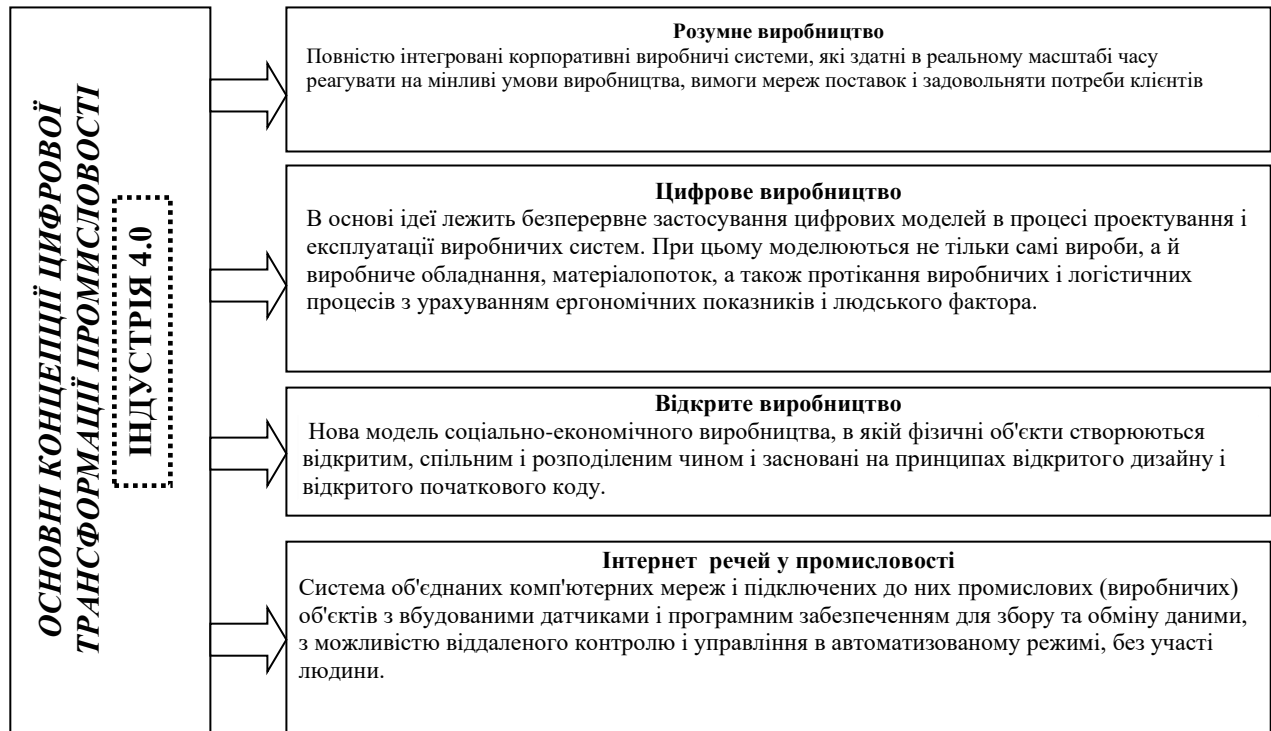 ОСНОВНІ КОНЦЕПЦІЇ ЦИФРОВОЇ
ТРАНСФОРМАЦІЇ ПРОМИСЛОВОСТІ
ІНДУСТРІЯ 4.0
Розумне виробництво
Повністю інтегровані корпоративні виробничі системи, які здатні в реальному масштабі часу
реагувати на мінливі умови виробництва, вимоги мереж поставок і задовольняти потреби клієнтів
Цифрове виробництво
В основі ідеї лежить безперервне застосування цифрових моделей в процесі проектування і
експлуатації виробничих систем. При цьому моделюються не тільки самі вироби, а й
виробниче обладнання, матеріалопоток, а також протікання виробничих і логістичних
процесів з урахуванням ергономічних показників і людського фактора.
Відкрите виробництво
Нова модель соціально-економічного виробництва, в якій фізичні об'єкти створюються
відкритим, спільним і розподіленим чином і засновані на принципах відкритого дизайну і
відкритого початкового коду.
Інтернет речей у промисловості
Система об'єднаних комп'ютерних мереж і підключених до них промислових (виробничих)
об'єктів з вбудованими датчиками і програмним забезпеченням для збору та обміну даними,
з можливістю віддаленого контролю і управління в автоматизованому режимі, без участі
людини.